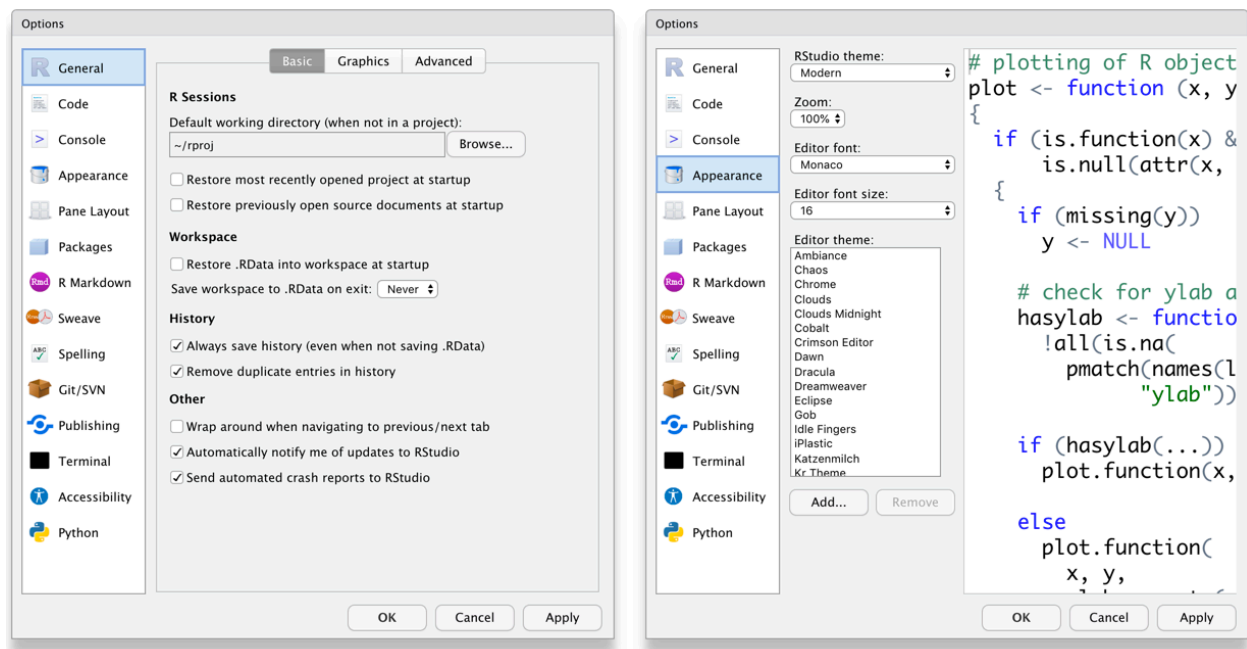 Options
General
Code
Console
Appearance
Pane Layout
Packages
R Markdown
Sweave
Spelling
Git/SVN
Publishing
Terminal
Accessibility
Python
Basic Graphics Advanced
R Sessions
Default working directory (when not in a project):
~/rproj Browse...
Restore most recently opened project at startup
Restore previously open source documents at startup
Workspace
Restore .RData into workspace at startup
Save workspace to .RData on exit: Never
History
Always save history (even when not saving .RData)
Remove duplicate entries in history
Other
Wrap around when navigating to previous/next tab
Automatically notify me of updates to RStudio
Send automated crash reports to RStudio
OK Cancel Apply
Options
General
Code
Console
Appearance
Pane Layout
Packages
R Markdown
Sweave
Spelling
Git/SVN
Publishing
Terminal
Accessibility
Python
RStudio theme:
Modern
Zoom:
100%
Editor font:
Monaco
Editor font size:
16
Editor theme:
Ambiance
Chaos
Chrome
Clouds
Clouds Midnight
Cobalt
Crimson Editor
Dawn
Dracula
Dreamweaver
Eclipse
Gob
Idle Fingers
iPlastic
Katzenmilch
Kr Theme
Add... Remove
# plotting of R object
plot <- function (x, y
{
if (is.function(x) &
is.null(attr(x,
{
if (missing(y))
y <- NULL
# check for ylab a
hasylab <- functio
!all(is.na(
pmatch(names(l
"ylab"))
if (hasylab(...))
plot.function(x,
else
plot.function(
x, y,
OK Cancel Apply